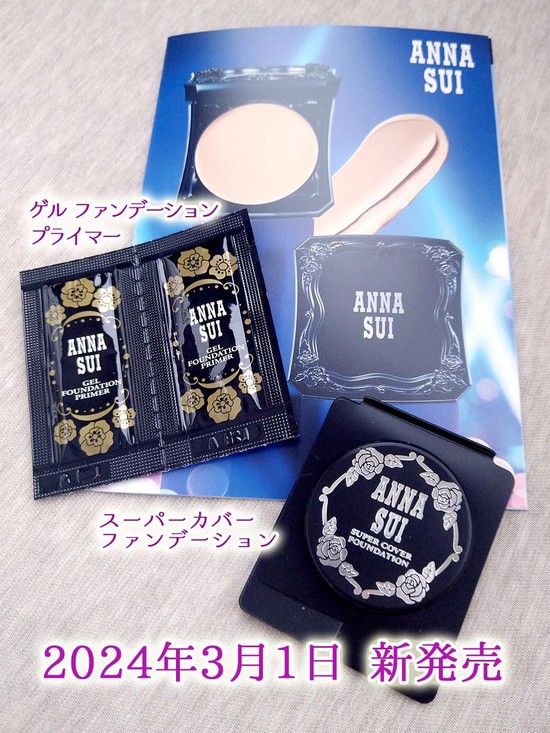 ANNA
SUI
ゲル ファンデーション
プライマー
ANNA
SUI
GEL
FOUNDATION
PRIMER
ANNA
SUI
GEL
FOUNDATION
PRIMER
ANNA
SUI
ANNA
SUI
SUPER COVER
FOUNDATION
スーパーカバー
ファンデーション
2024年3月1日 新発売